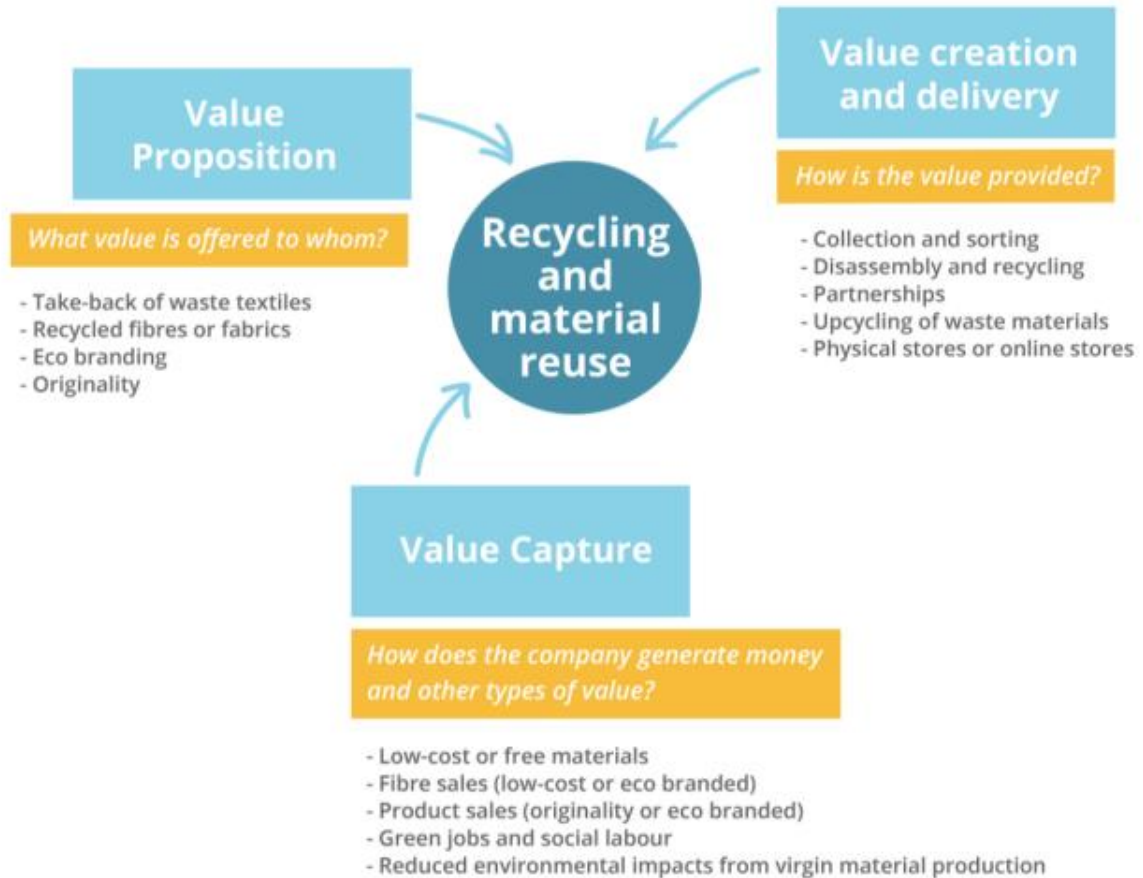 Value
Proposition
What value is offered to whom?
- Take-back of waste textiles
- Recycled fibres or fabrics
- Eco branding
- Originality
Value creation
and delivery
How is the value provided?
- Collection and sorting
- Disassembly and recycling
- Partnerships
- Upcycling of waste materials
- Physical stores or online stores
Recycling
and
material
reuse
Value Capture
How does the company generate money
and other types of value?
- Low-cost or free materials
- Fibre sales (low-cost or eco branded)
- Product sales (originality or eco branded)
- Green jobs and social labour
- Reduced environmental impacts from virgin material production